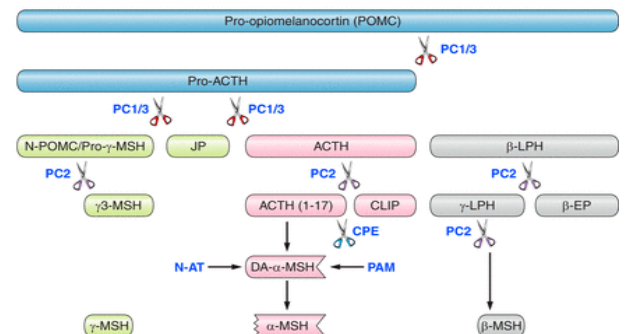 Pro-opiomelanocortin (POMC)
PC1/3
Pro-ACTH
PC1/3 PC1/3
N-POMC/Pro-γ-MSH JP ACTH β-LPH
PC2 PC2 PC2
γ3-MSH ACTH (1-17) CLIP γ-LPH β-EP
CPE PC2
N-AT DA-α-MSH PAM
γ-MSH α-MSH β-MSH